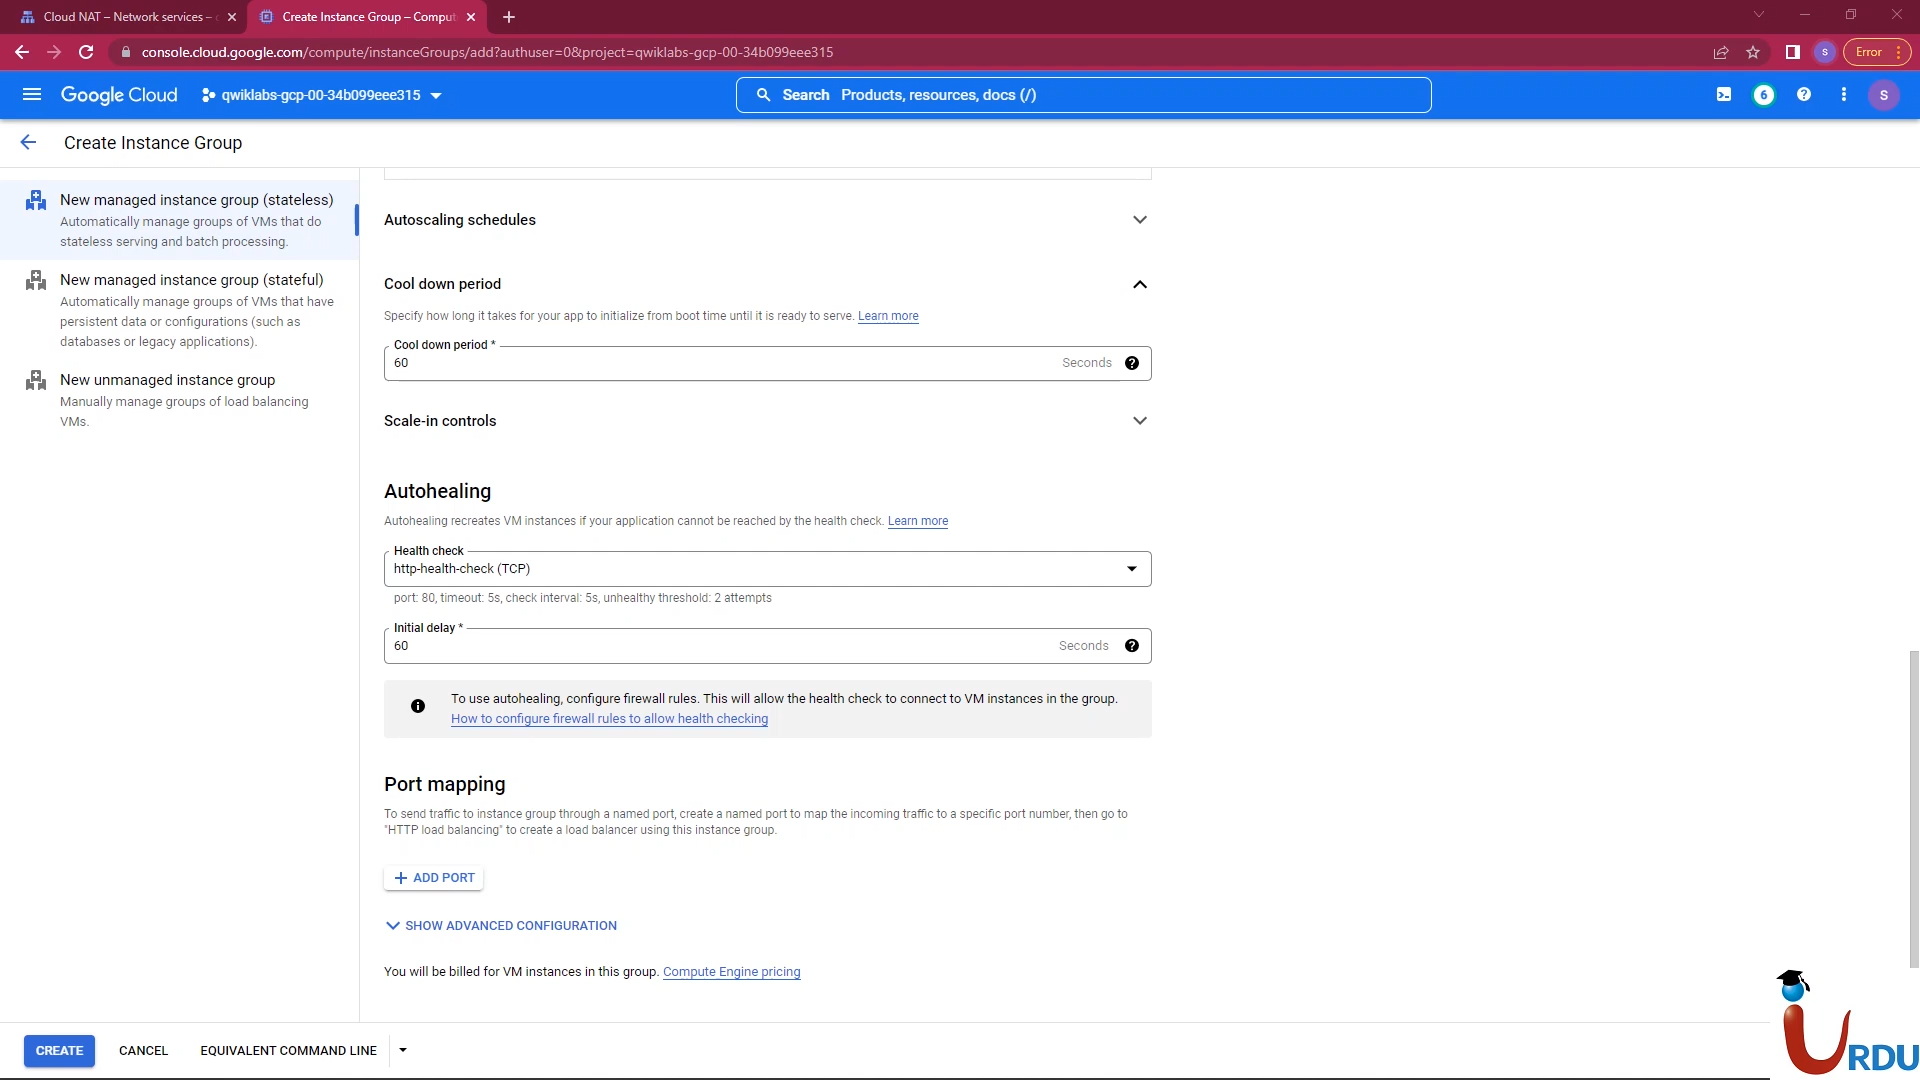 Cloud NAT – Network services –
Create Instance Group – Comput
console.cloud.google.com/compute/instanceGroups/add?authuser=0&project=qwiklabs-gcp-00-34b099eee315
S
Error
Google Cloud
qwiklabs-gcp-00-34b099eee315
Search Products, resources, docs (/)
6
S
Create Instance Group
New managed instance group (stateless)
Automatically manage groups of VMs that do
stateless serving and batch processing.
New managed instance group (stateful)
Automatically manage groups of VMs that have
persistent data or configurations (such as
databases or legacy applications).
New unmanaged instance group
Manually manage groups of load balancing
VMs.
Autoscaling schedules
Cool down period
Specify how long it takes for your app to initialize from boot time until it is ready to serve. Learn more
Cool down period *
60
Seconds
Scale-in controls
Autohealing
Autohealing recreates VM instances if your application cannot be reached by the health check. Learn more
Health check
http-health-check (TCP)
port: 80, timeout: 5s, check interval: 5s, unhealthy threshold: 2 attempts
Initial delay *
60
Seconds
To use autohealing, configure firewall rules. This will allow the health check to connect to VM instances in the group.
How to configure firewall rules to allow health checking
Port mapping
To send traffic to instance group through a named port, create a named port to map the incoming traffic to a specific port number, then go to
"HTTP load balancing" to create a load balancer using this instance group.
ADD PORT
SHOW ADVANCED CONFIGURATION
You will be billed for VM instances in this group. Compute Engine pricing
CREATE
CANCEL
EQUIVALENT COMMAND LINE
iURDU